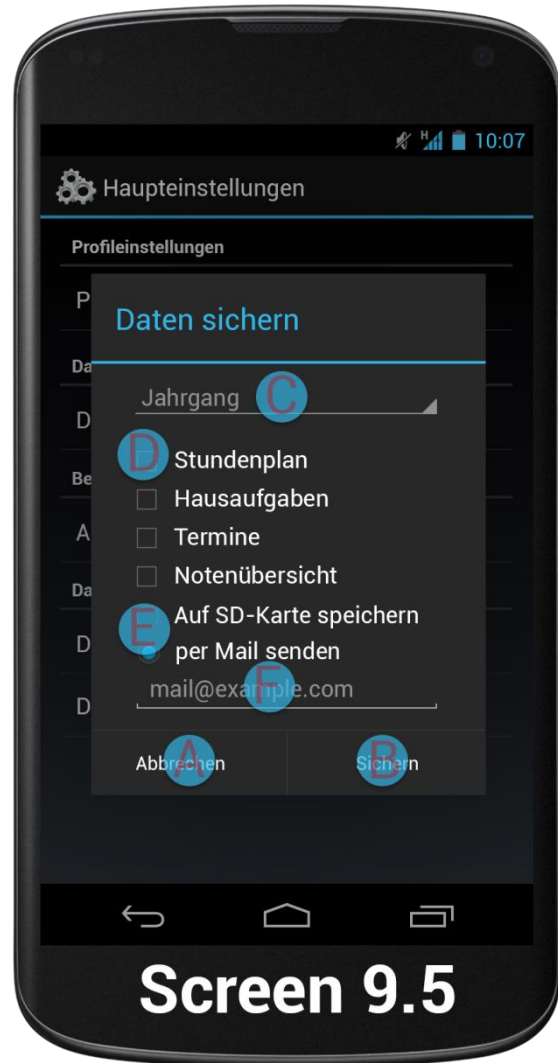 H 10:07
Haupteinstellungen
Profileinstellungen
P
Daten sichern
Da
Jahrgang C
D
D Stundenplan
Be
Hausaufgaben
A
Termine
Notenübersicht
Da
E Auf SD-Karte speichern
D
per Mail senden
mail@example.com F
D
Abbrechen A
Sichern B
Screen 9.5